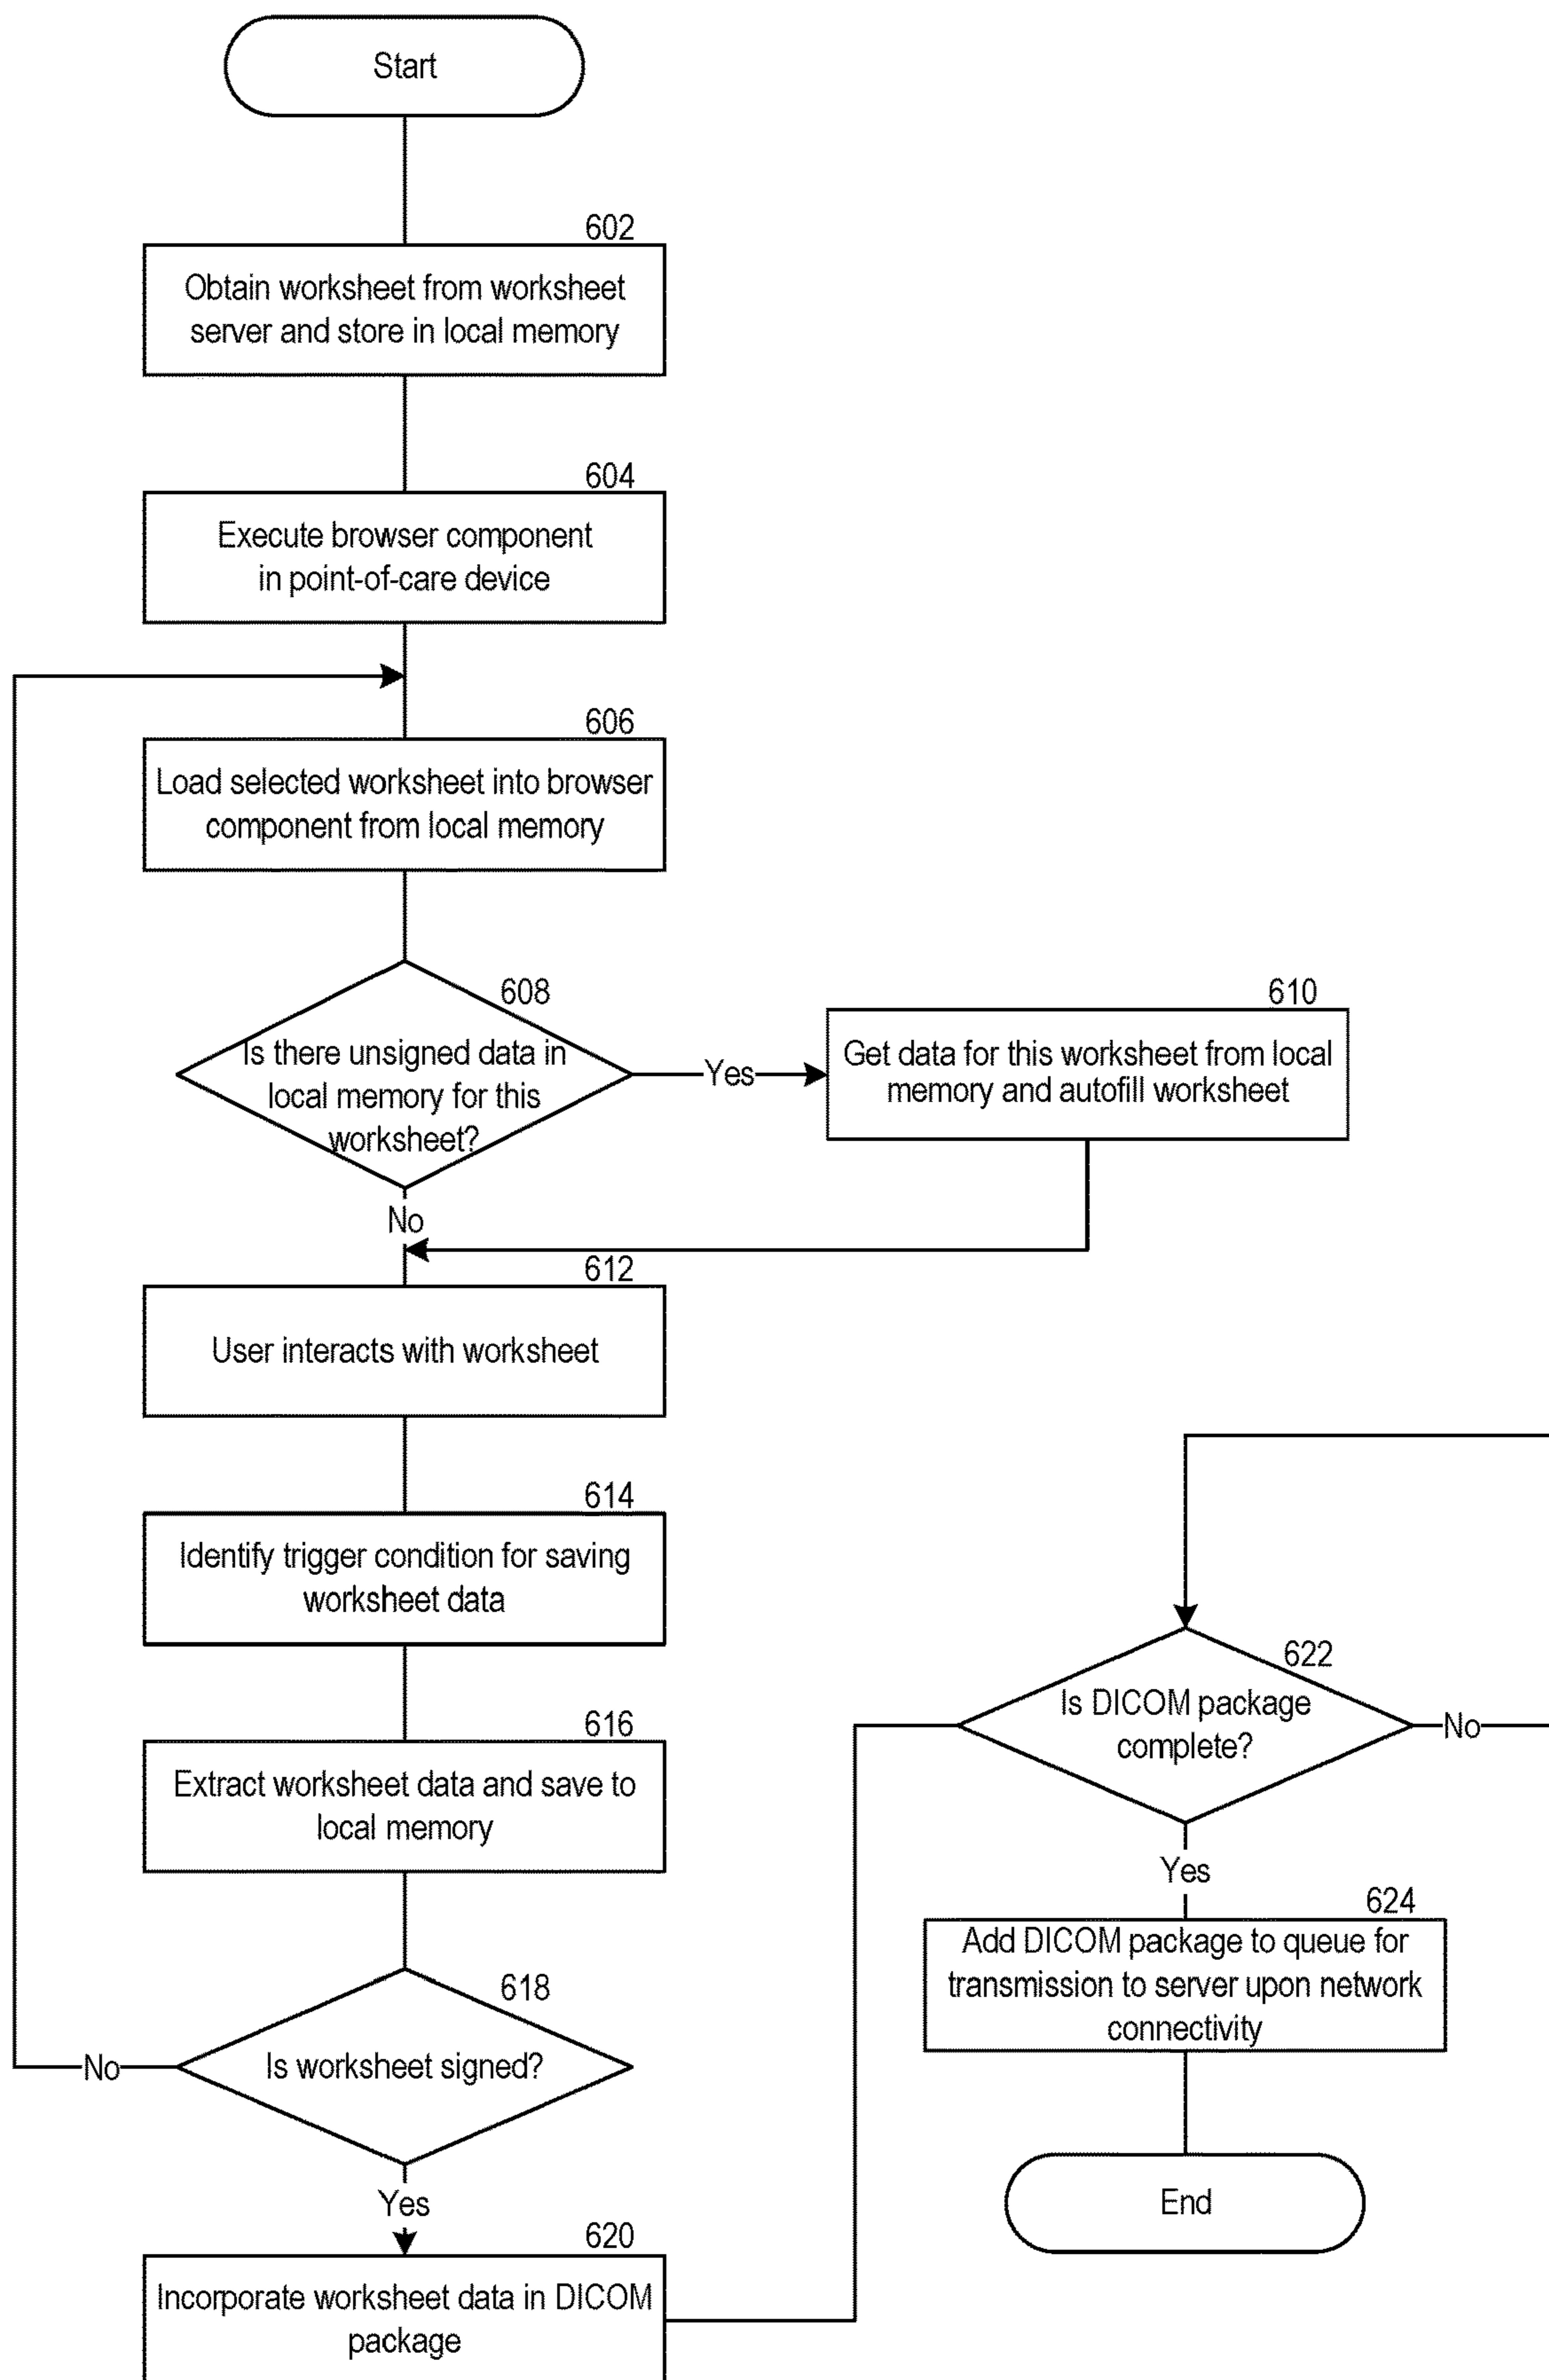 Start
602
Obtain worksheet from worksheet
server and store in local memory
604
Execute browser component
in point-of-care device
606
Load selected worksheet into browser
component from local memory
608
Is there unsigned data in
local memory for this
worksheet?
Yes
610
Get data for this worksheet from local
memory and autofill worksheet
No
612
User interacts with worksheet
614
Identify trigger condition for saving
worksheet data
616
Extract worksheet data and save to
local memory
618
Is worksheet signed?
No
Yes
620
Incorporate worksheet data in DICOM
package
622
Is DICOM package
complete?
No
Yes
624
Add DICOM package to queue for
transmission to server upon network
connectivity
End